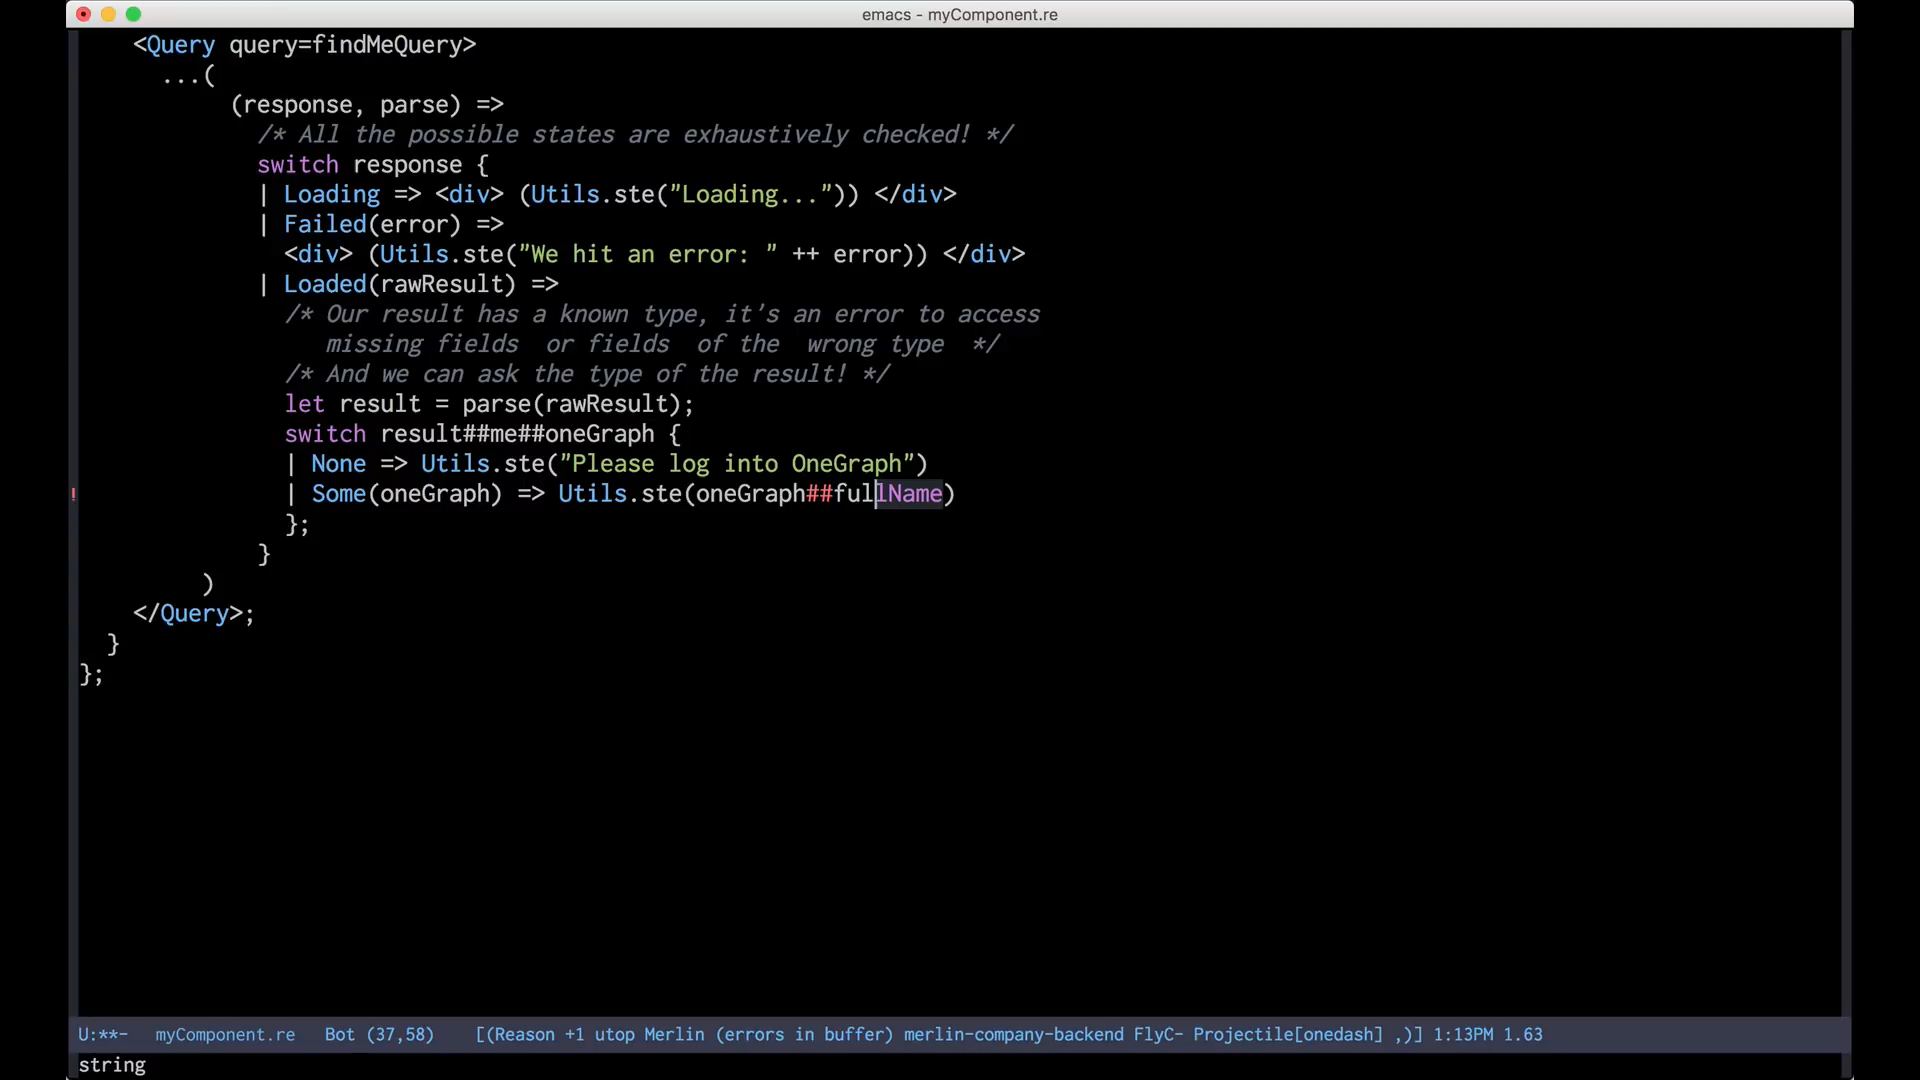 emacs - myComponent.re
<Query query=findMeQuery>
...(
(response, parse) =>
/* All the possible states are exhaustively checked! */
switch response {
| Loading => <div> (Utils.ste("Loading...")) </div>
| Failed(error) =>
<div> (Utils.ste("We hit an error: " ++ error)) </div>
| Loaded(rawResult) =>
/* Our result has a known type, it's an error to access
missing fields  or fields  of the  wrong type  */
/* And we can ask the type of the result! */
let result = parse(rawResult);
switch result##me##oneGraph {
| None => Utils.ste("Please log into OneGraph")
! | Some(oneGraph) => Utils.ste(oneGraph##fullName)
};
}
)
</Query>;
}
};
U:**-  myComponent.re  Bot (37,58)  [(Reason +1 utop Merlin (errors in buffer) merlin-company-backend FlyC- Projectile[onedash] ,)] 1:13PM 1.63
string